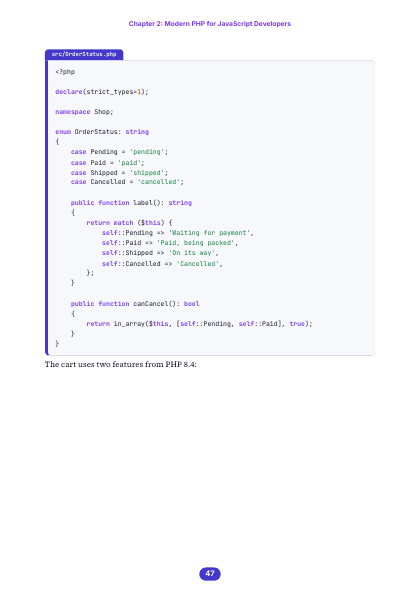 Chapter 2: Modern PHP for JavaScript Developers
src/OrderStatus.php
<?php
declare(strict_types=1);
namespace Shop;
enum OrderStatus: string
{
    case Pending = 'pending';
    case Paid = 'paid';
    case Shipped = 'shipped';
    case Cancelled = 'cancelled';
    public function label(): string
    {
        return match ($this) {
            self::Pending => 'Waiting for payment',
            self::Paid => 'Paid, being packed',
            self::Shipped => 'On its way',
            self::Cancelled => 'Cancelled',
        };
    }
    public function canCancel(): bool
    {
        return in_array($this, [self::Pending, self::Paid], true);
    }
}
The cart uses two features from PHP 8.4:
47